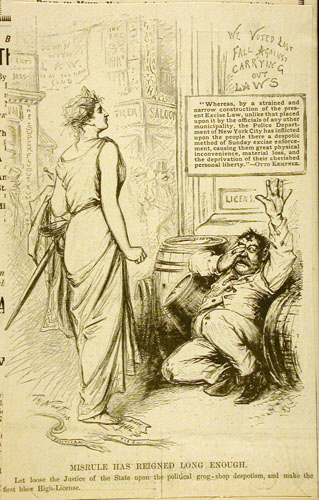 WE VOTED LAST
FALL AGAINST
CARRYING
OUT
LAWS
"Whereas, by a strained and
narrow construction of the pres-
ent Excise Law, unlike that placed
upon it by the officials of any other
municipality, the Police Depart-
ment of New York City has inflicted
upon the people there a despotic
method of Sunday excise enforce-
ment, causing them great physical
inconvenience, material loss, and
the deprivation of their cherished
personal liberty."—OTTO KEMPNER.
TIGER
SALOON
LICENS
MISRULE HAS REIGNED LONG ENOUGH.
Let loose the Justice of the State upon the political grog-shop despotism, and make the
first blow High-License.